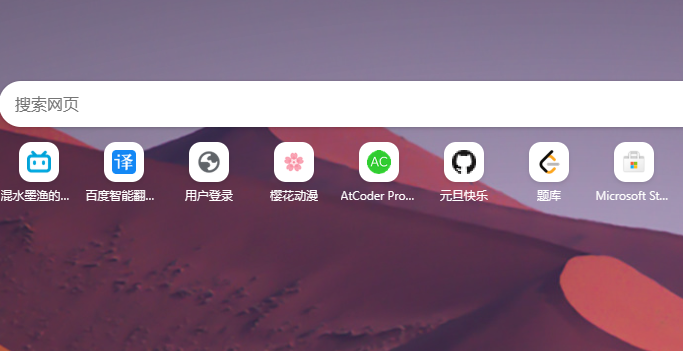 搜索网页
译
AC
混水墨渔的...
百度智能翻...
用户登录
樱花动漫
AtCoder Pro...
元旦快乐
题库
Microsoft St...